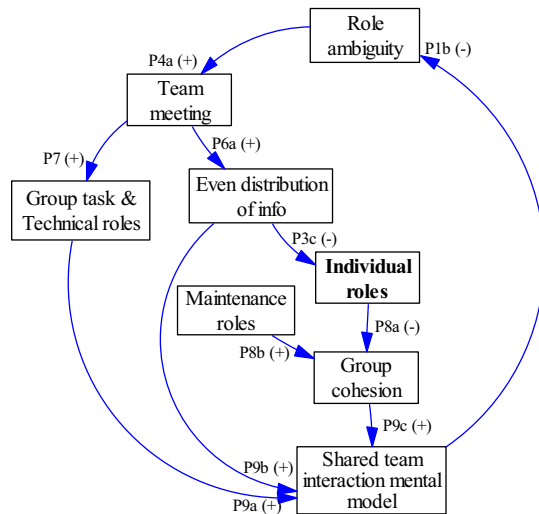 Role
ambiguity
P1b (-)
P4a (+)
Team
meeting
P7 (+)
P6a (+)
Group task &
Technical roles
Even distribution
of info
P3c (-)
Individual
roles
Maintenance
roles
P8a (-)
P8b (+)
Group
cohesion
P9c (+)
Shared team
interaction mental
model
P9b (+)
P9a (+)